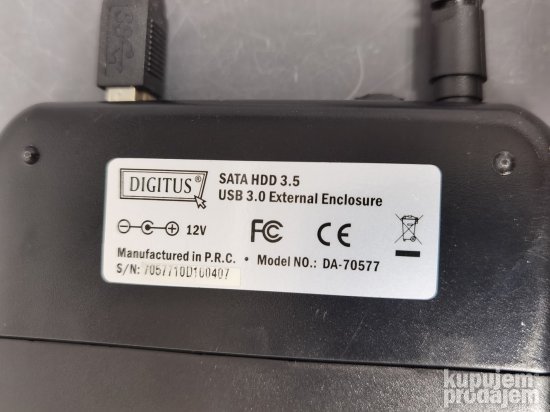 DIGITUS®
SATA HDD 3.5
USB 3.0 External Enclosure
12V
FC CE
Manufactured in P.R.C. • Model NO.: DA-70577
S/N: 7057710D100407
kupujem
prodajem